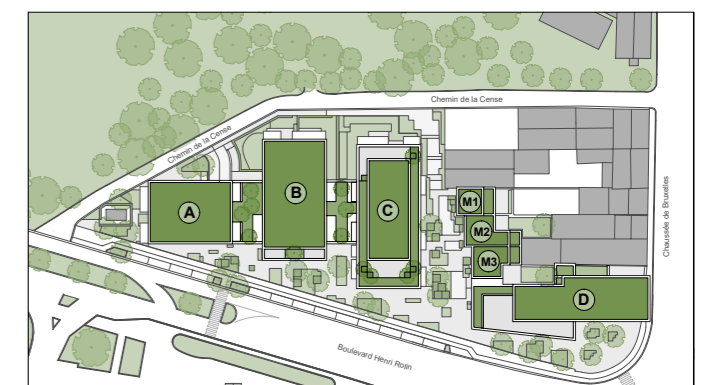 Chemin de la Cense
Chemin de la Cense
A
B
C
M1
M2
M3
D
Chaussée de Bruxelles
Boulevard Henri Rolin